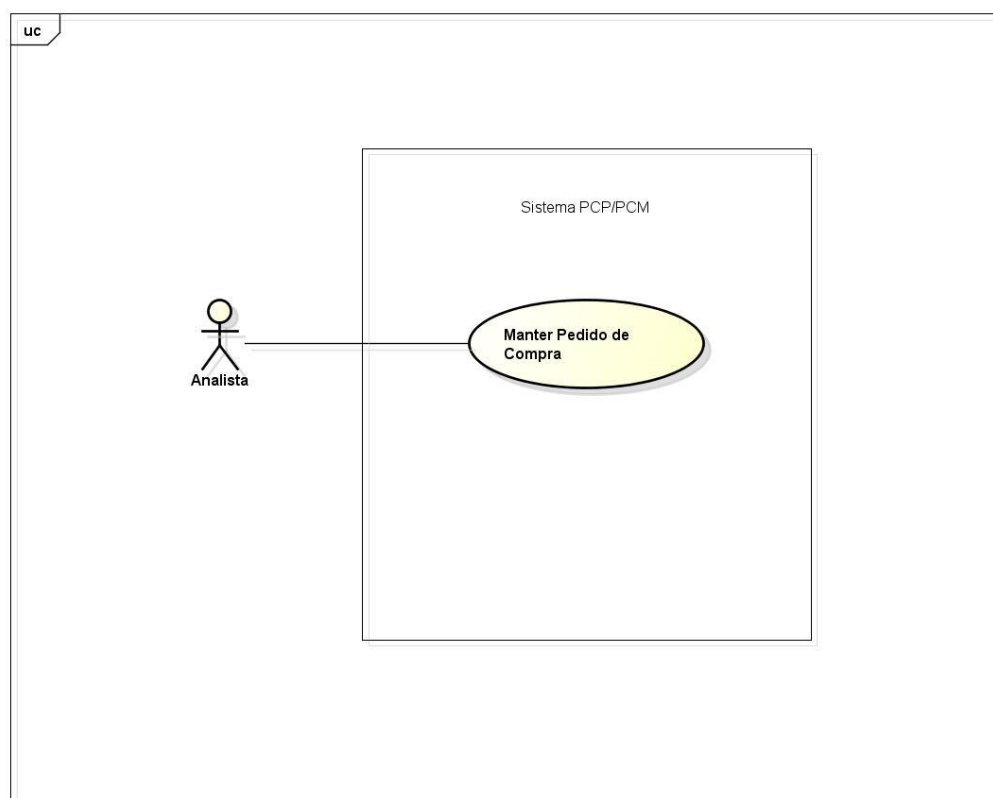 uc
Sistema PCP/PCM
Manter Pedido de
Compra
Analista